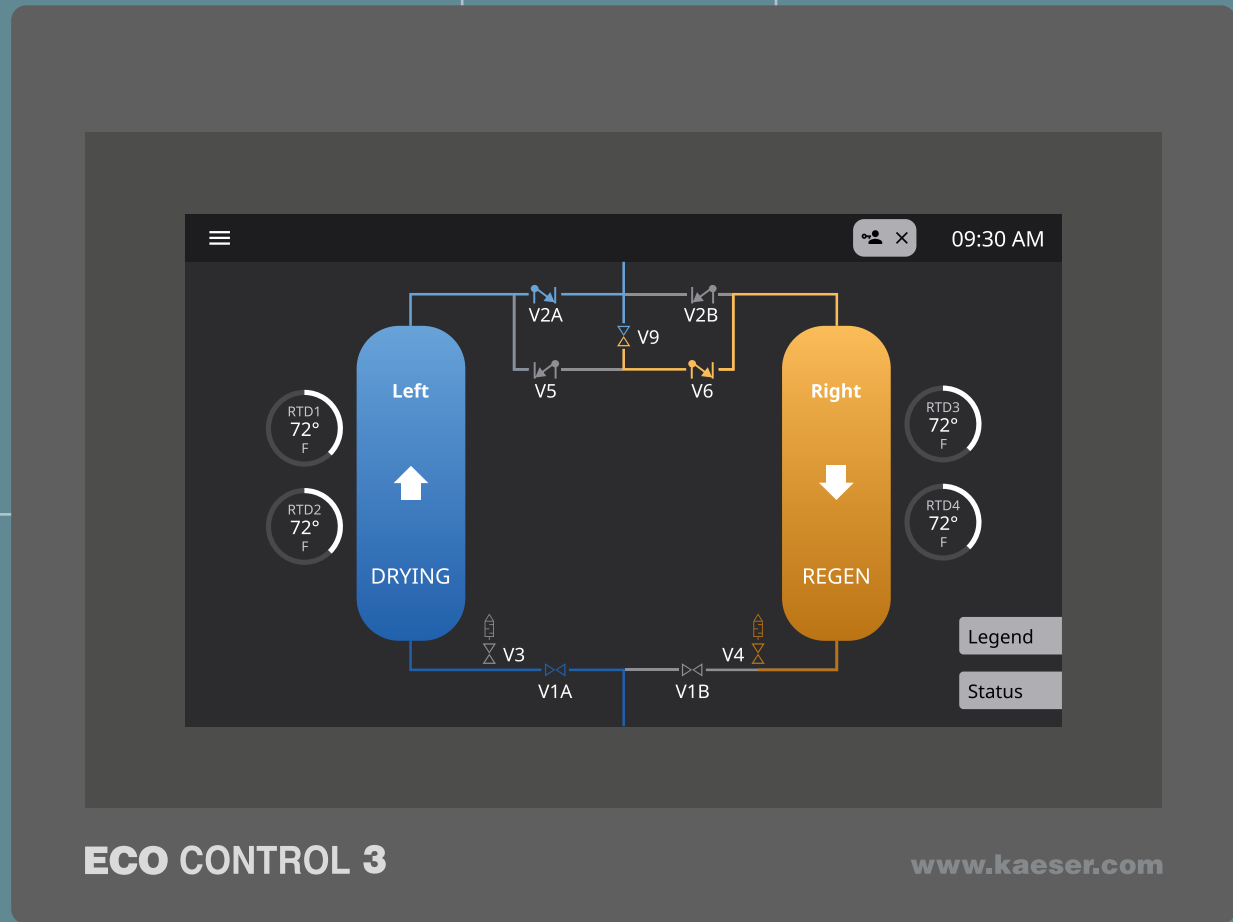 09:30 AM
V2A
V2B
V9
V5
V6
Left
Right
RTD1
72°
F
RTD3
72°
F
RTD2
72°
F
RTD4
72°
F
DRYING
REGEN
Legend
V3
V4
V1A
V1B
Status
ECO CONTROL 3
www.kaeser.com